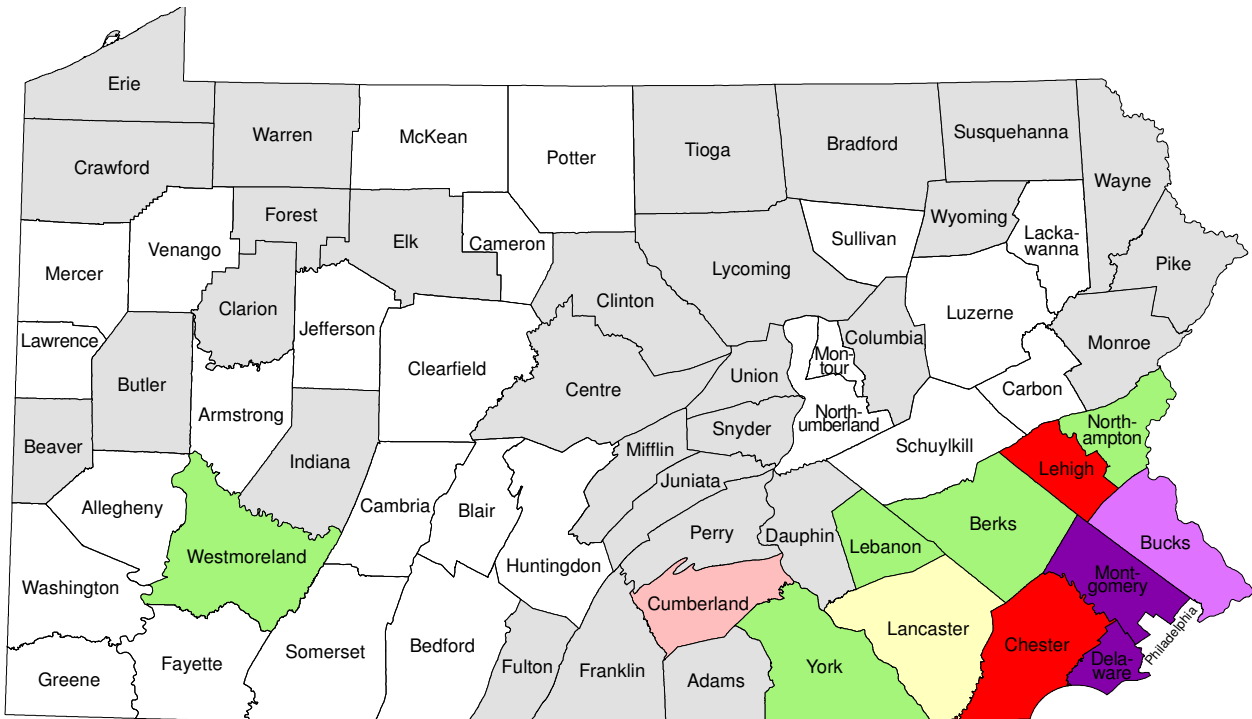 Erie
Warren
McKean
Potter
Tioga
Bradford
Susquehanna
Crawford
Wayne
Forest
Wyoming
Venango
Elk
Cameron
Sullivan
Lacka-
wanna
Mercer
Lycoming
Pike
Clarion
Clinton
Luzerne
Jefferson
Lawrence
Columbia
Monroe
Mon-
tour
Clearfield
Union
Butler
Centre
Carbon
Armstrong
North-
umberland
North-
ampton
Snyder
Beaver
Mifflin
Schuylkill
Indiana
Lehigh
Juniata
Allegheny
Cambria
Blair
Berks
Perry
Dauphin
Bucks
Lebanon
Westmoreland
Huntingdon
Mont-
gomery
Washington
Cumberland
Lancaster
Philadelphia
Chester
Bedford
Somerset
Fayette
Fulton
Franklin
York
Dela-
ware
Greene
Adams